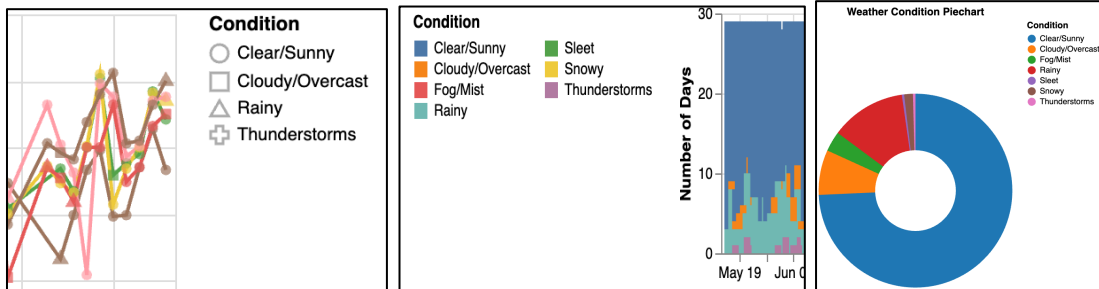 Condition
Clear/Sunny
Cloudy/Overcast
Rainy
Thunderstorms
Condition
Clear/Sunny
Cloudy/Overcast
Fog/Mist
Rainy
Sleet
Snowy
Thunderstorms
Number of Days
30
20
10
0
May 19
Jun 0
Weather Condition Piechart
Condition
Clear/Sunny
Cloudy/Overcast
Fog/Mist
Rainy
Sleet
Snowy
Thunderstorms